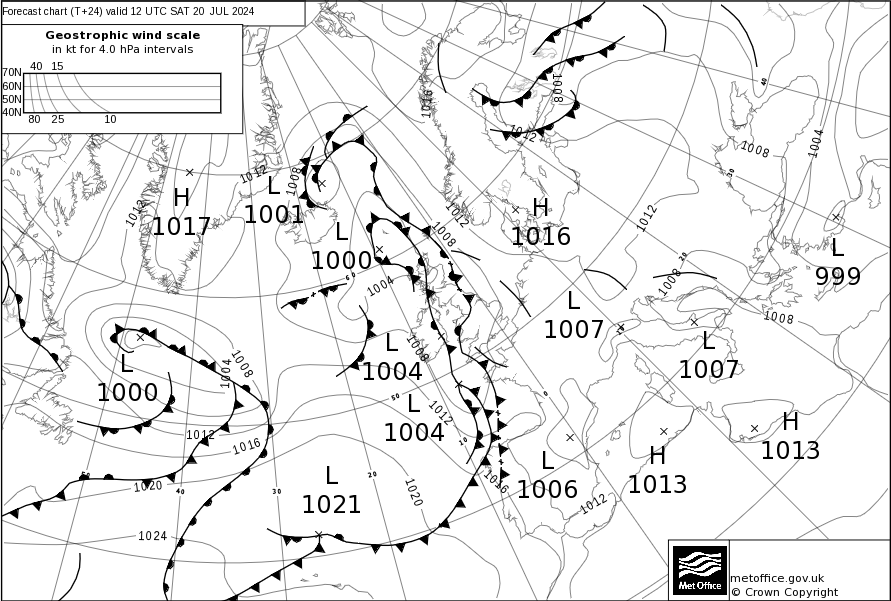 Forecast chart (T+24) valid 12 UTC SAT 20 JUL 2024
Geostrophic wind scale
in kt for 4.0 hPa intervals
40 15
70N
60N
50N
40N
80 25 10
1016
1008
1012
1008
1004
1012
1008
H
1017
L
1001
1012
1012
1008
L
1000
H
1016
1012
1012
L
999
1004
L
1007
1008
1008
L
1007
L
1000
1004
1008
L
1004
1008
L
1004
1012
1012
1016
H
1013
H
1013
L
1006
1016
1012
L
1021
1020
1020
1024
50
40
30
20
10
50
60
0
20
30
40
Met Office
metoffice.gov.uk
© Crown Copyright